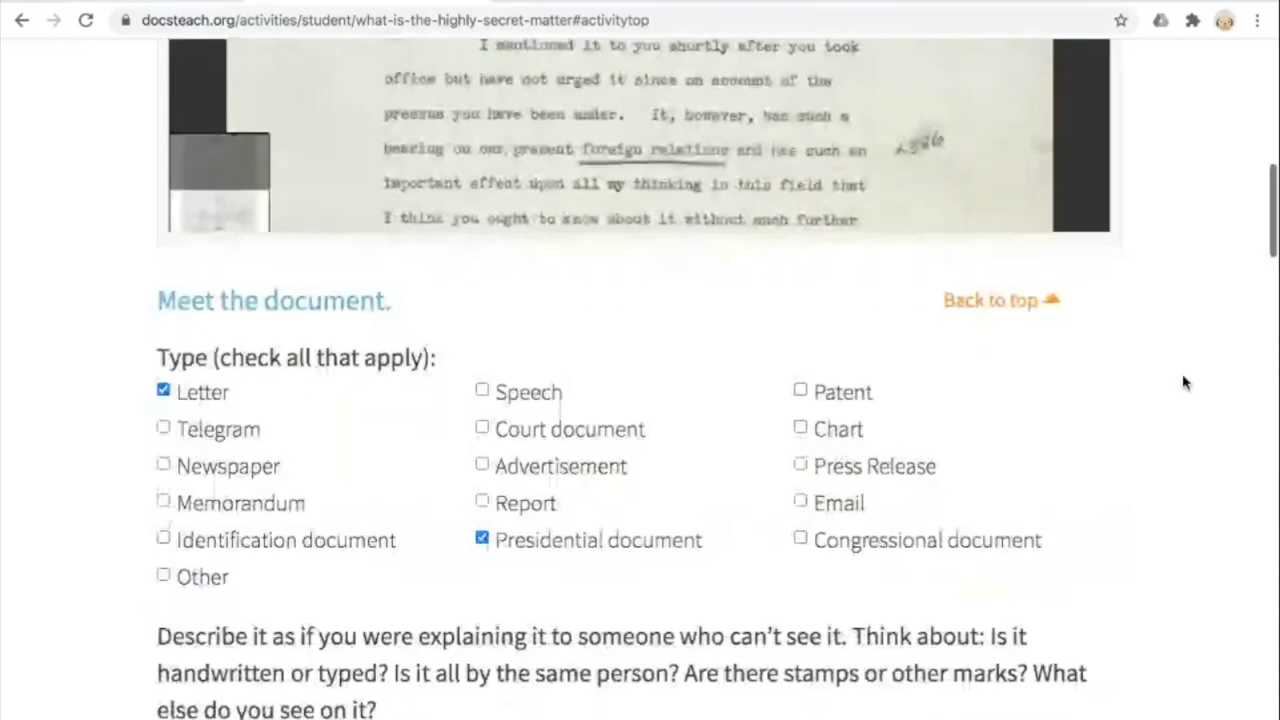 docsteach.org/activities/student/what-is-the-highly-secret-matter#activitytop
I mentioned it to you shortly after you took
office but have not urged it since on account of the
pressure you have been under. It, however, has such a
bearing on our present foreign relations and has such an
important effect upon all my thinking in this field that
I think you ought to know about it without much further
Meet the document.
Back to top
Type (check all that apply):
Letter
Speech
Patent
Telegram
Court document
Chart
Newspaper
Advertisement
Press Release
Memorandum
Report
Email
Identification document
Presidential document
Congressional document
Other
Describe it as if you were explaining it to someone who can’t see it. Think about: Is it
handwritten or typed? Is it all by the same person? Are there stamps or other marks? What
else do you see on it?